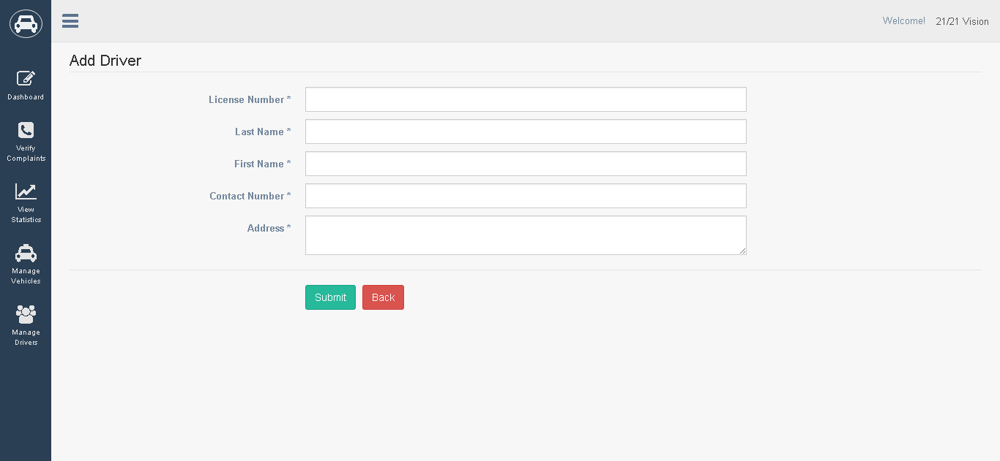 Welcome! 21/21 Vision
Add Driver
Dashboard
Verify
Complaints
View
Statistics
Manage
Vehicles
Manage
Drivers
License Number *
Last Name *
First Name *
Contact Number *
Address *
Submit Back